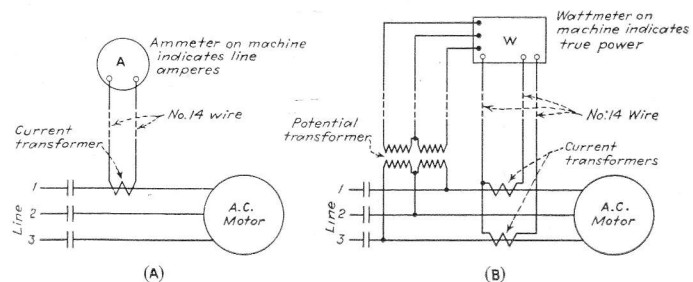 Ammeter on machine
indicates line
amperes
A
No. 14 wire
Current
transformer
1
2
3
Line
A.C.
Motor
(A)
Wattmeter on
machine indicates
true power
W
No. 14 Wire
Potential
transformer
Current
transformers
1
2
3
Line
A.C.
Motor
(B)